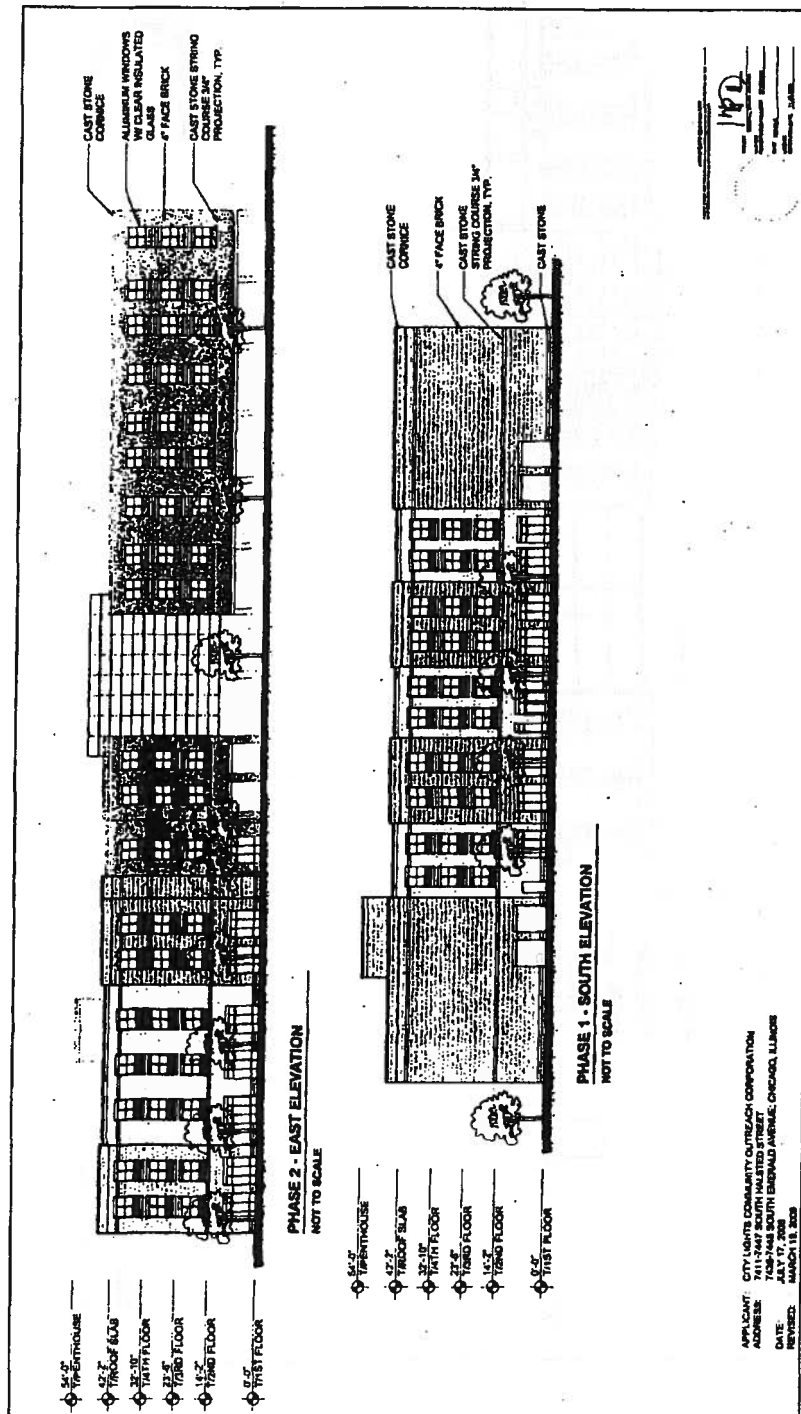 CAST STONE
CORNICE
ALUMINUM WINDOWS
W/ CLEAR INSULATED
GLASS
4" FACE BRICK
CAST STONE STRING
COURSE 3/4"
PROJECTION, TYP.
54'-0"
T/PENTHOUSE
42'-2"
T/ROOF SLAB
32'-10"
T/4TH FLOOR
23'-6"
T/3RD FLOOR
14'-2"
T/2ND FLOOR
0'-0"
T/1ST FLOOR
PHASE 2 - EAST ELEVATION
NOT TO SCALE
CAST STONE
CORNICE
4" FACE BRICK
CAST STONE
STRING COURSE 3/4"
PROJECTION, TYP.
CAST STONE
54'-0"
T/PENTHOUSE
42'-2"
T/ROOF SLAB
32'-10"
T/4TH FLOOR
23'-6"
T/3RD FLOOR
14'-2"
T/2ND FLOOR
0'-0"
T/1ST FLOOR
PHASE 1 - SOUTH ELEVATION
NOT TO SCALE
APPLICANT: CITY LIGHTS COMMUNITY OUTREACH CORPORATION
ADDRESS: 7411-7447 SOUTH HALSTED STREET
SOUTH EMERALD AVENUE; CHICAGO, ILLINOIS
DATE: JULY 17, 2008
REVISED: MARCH 19, 2009